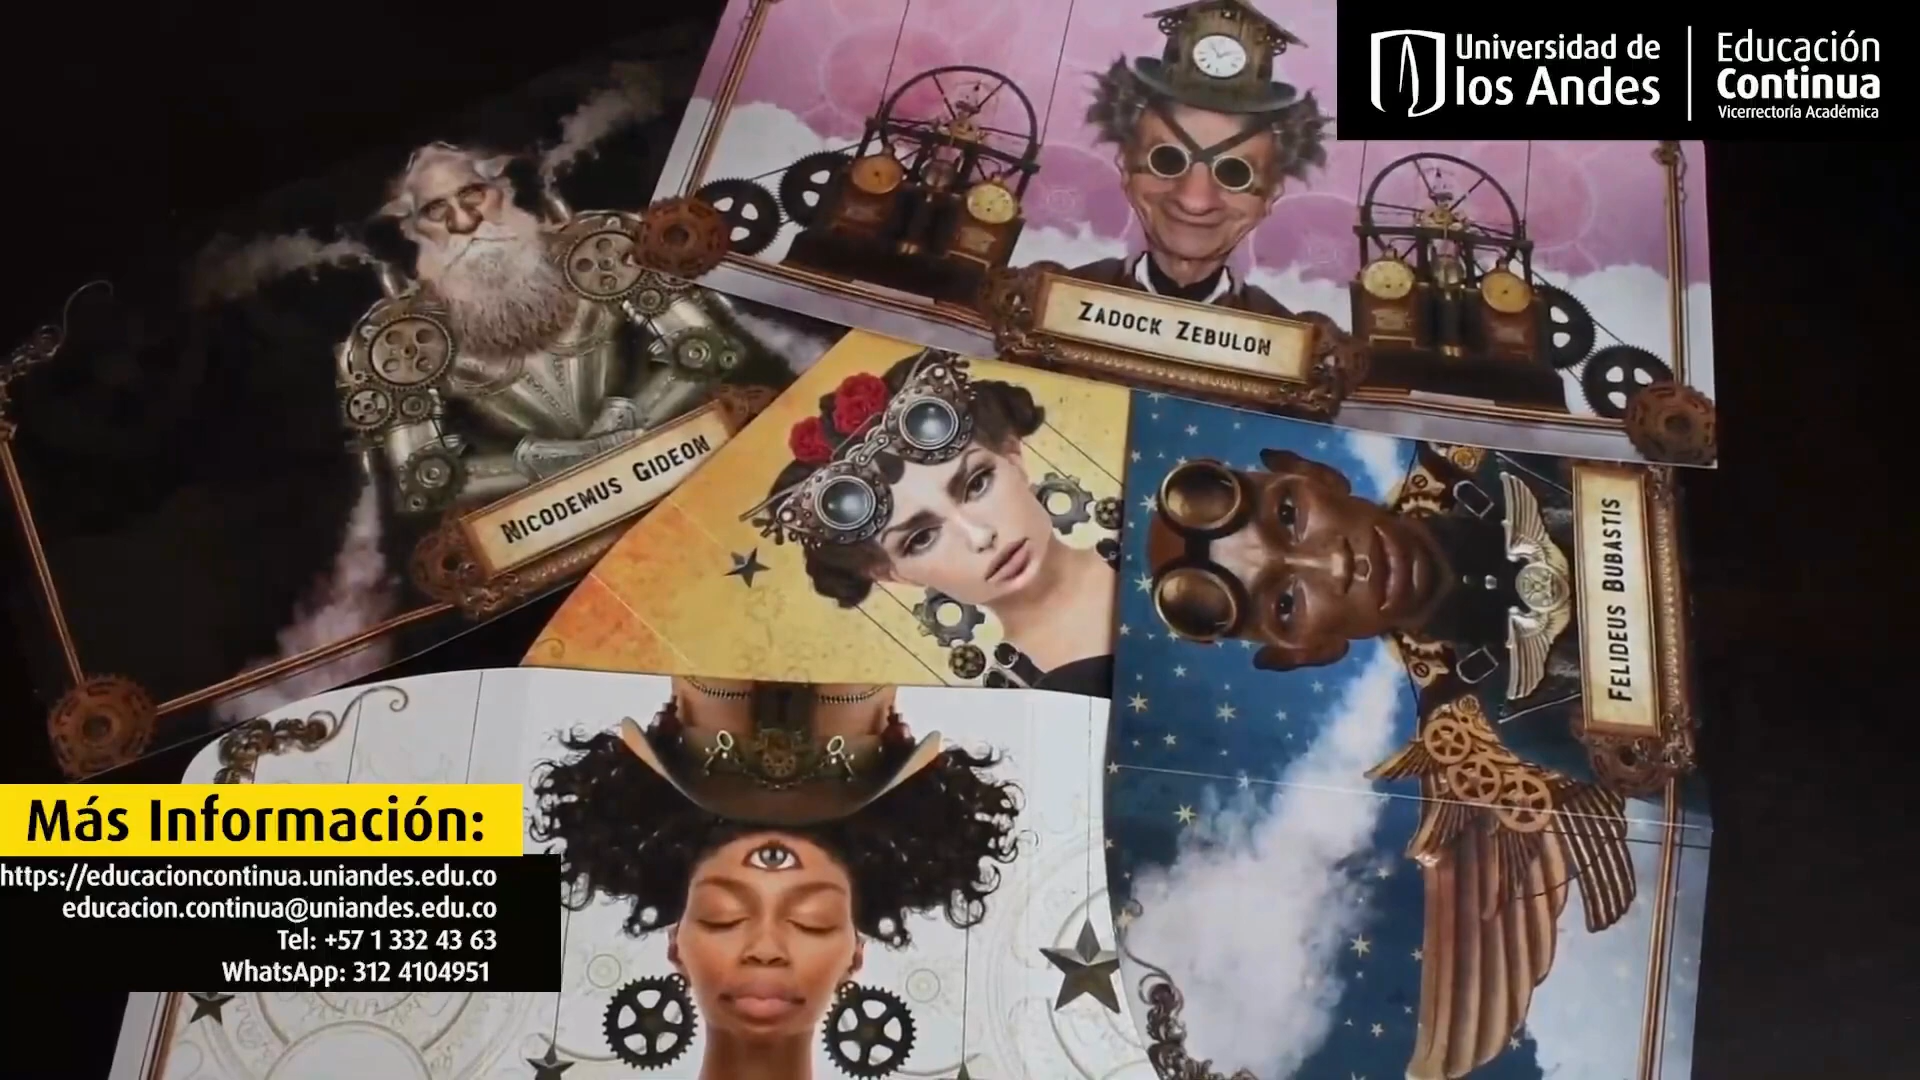 Universidad de
los Andes
Educación
Continua
Vicerrectoría Académica
ZADOCK ZEBULON
NICODEMUS GIDEON
FELIDEUS BUBASTIS
Más Información:
https://educacioncontinua.uniandes.edu.co
educacion.continua@uniandes.edu.co
Tel: +57 1 332 43 63
WhatsApp: 312 4104951